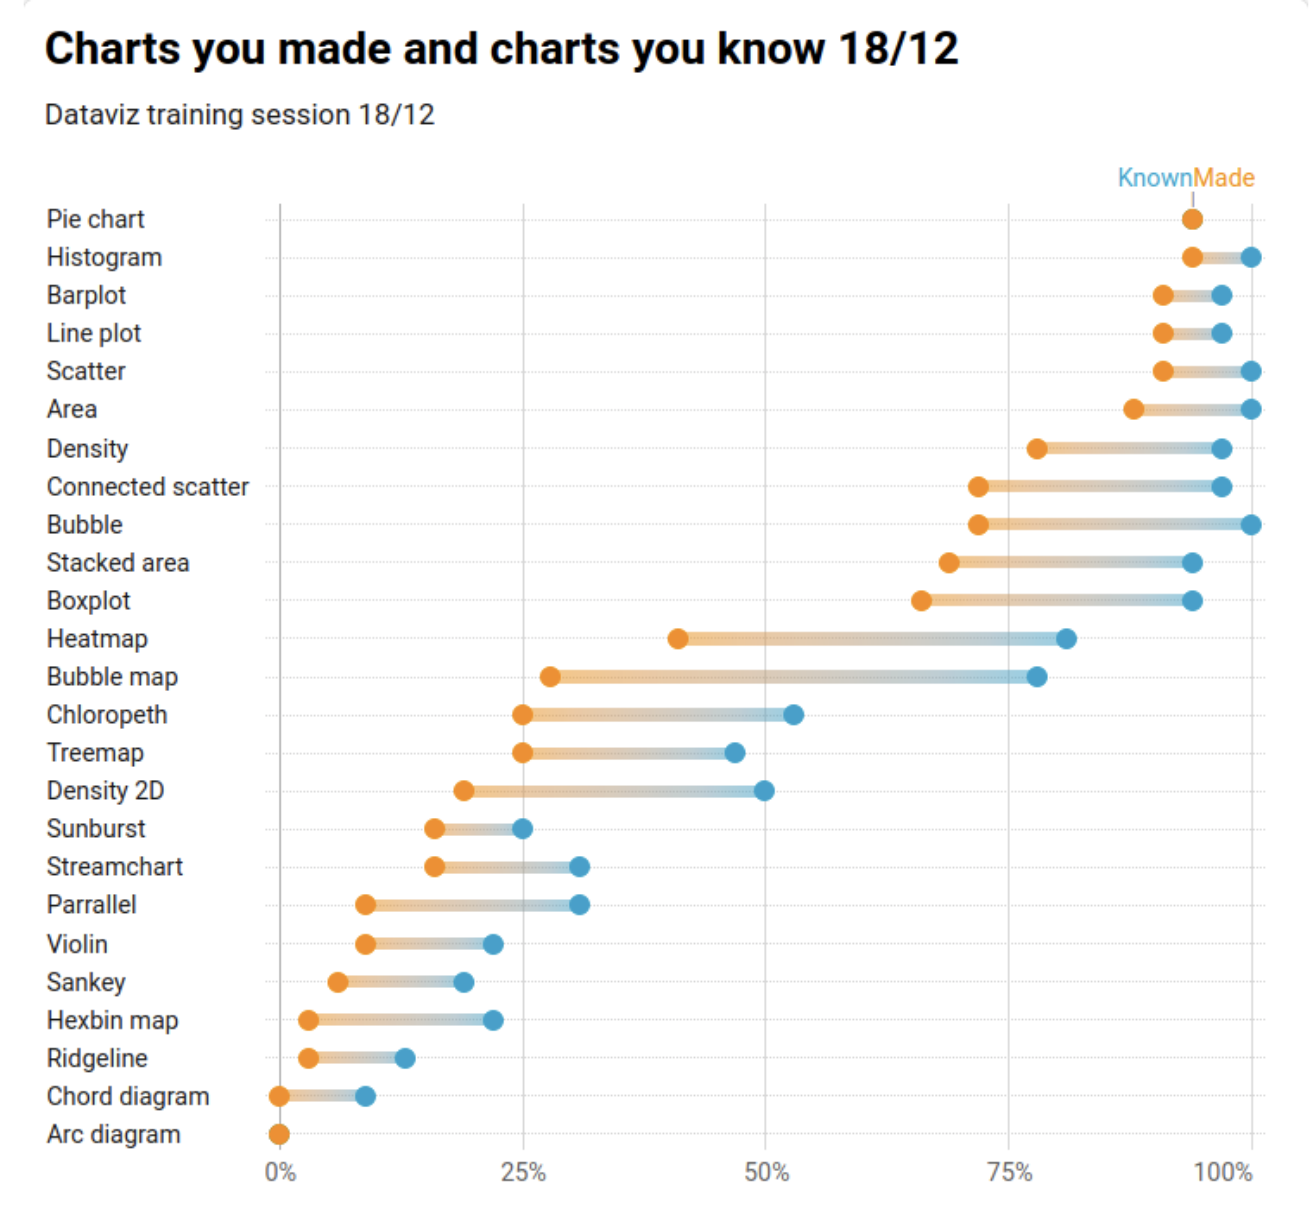 Charts you made and charts you know 18/12
Dataviz training session 18/12
KnownMade
Pie chart
Histogram
Barplot
Line plot
Scatter
Area
Density
Connected scatter
Bubble
Stacked area
Boxplot
Heatmap
Bubble map
Chloropeth
Treemap
Density 2D
Sunburst
Streamchart
Parrallel
Violin
Sankey
Hexbin map
Ridgeline
Chord diagram
Arc diagram
0% 25% 50% 75% 100%